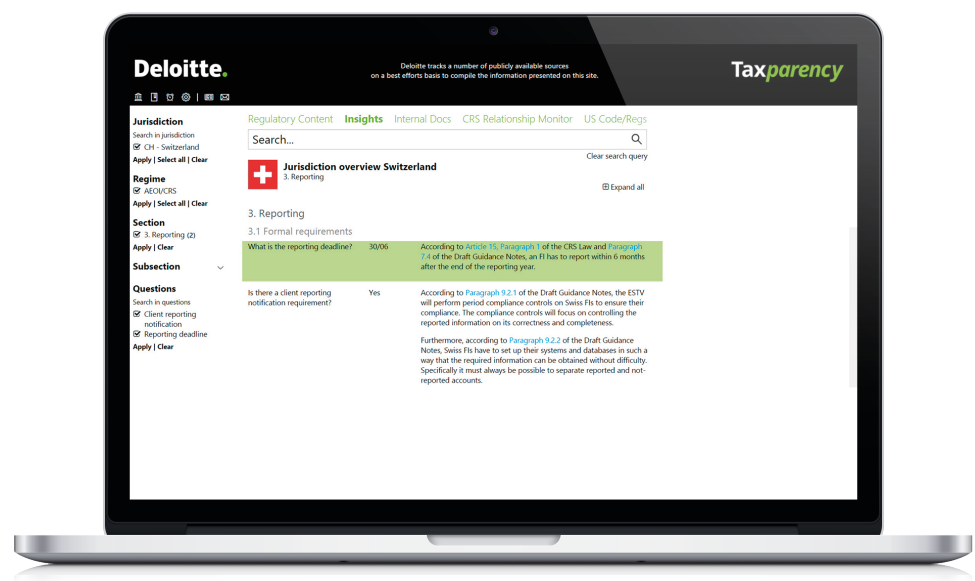 Deloitte.
Deloitte tracks a number of publicly available sources
on a best efforts basis to compile the information presented on this site.
Taxparency
Jurisdiction
Search in jurisdiction
CH - Switzerland
Apply | Select all | Clear
Regime
AEOI/CRS
Apply | Select all | Clear
Section
3. Reporting (2)
Apply | Clear
Subsection
Questions
Search in questions
Client reporting
notification
Reporting deadline
Apply | Clear
Regulatory Content Insights Internal Docs CRS Relationship Monitor US Code/Regs
Search...
Clear search query
Jurisdiction overview Switzerland
3. Reporting
Expand all
3. Reporting
3.1 Formal requirements
What is the reporting deadline? 30/06 According to Article 15, Paragraph 1 of the CRS Law and Paragraph
7.4 of the Draft Guidance Notes, an FI has to report within 6 months
after the end of the reporting year.
Is there a client reporting Yes According to Paragraph 9.2.1 of the Draft Guidance Notes, the ESTV
notification requirement? will perform period compliance controls on Swiss FIs to ensure their
compliance. The compliance controls will focus on controlling the
reported information on its correctness and completeness.
Furthermore, according to Paragraph 9.2.2 of the Draft Guidance
Notes, Swiss FIs have to set up their systems and databases in such a
way that the required information can be obtained without difficulty.
Specifically it must always be possible to separate reported and not-
reported accounts.